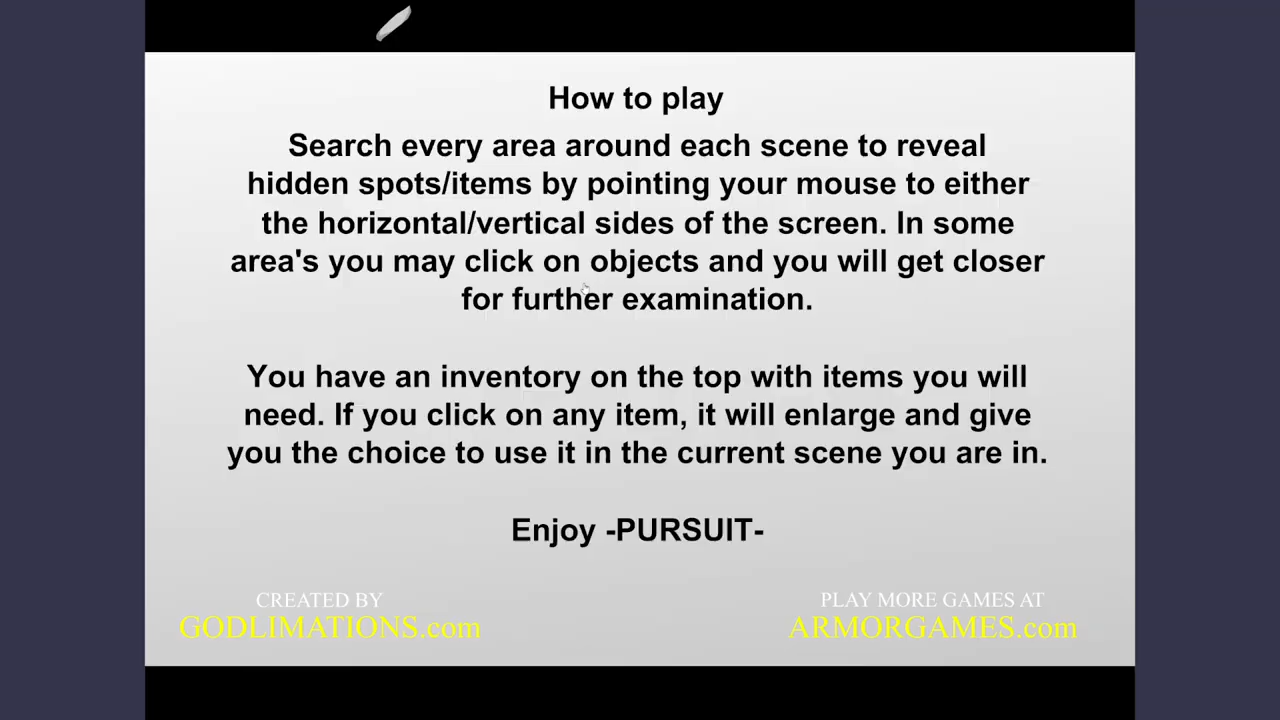 How to play
Search every area around each scene to reveal
hidden spots/items by pointing your mouse to either
the horizontal/vertical sides of the screen. In some
area's you may click on objects and you will get closer
for further examination.
You have an inventory on the top with items you will
need. If you click on any item, it will enlarge and give
you the choice to use it in the current scene you are in.
Enjoy -PURSUIT-
CREATED BY
GODLIMATIONS.com
PLAY MORE GAMES AT
ARMORGAMES.com